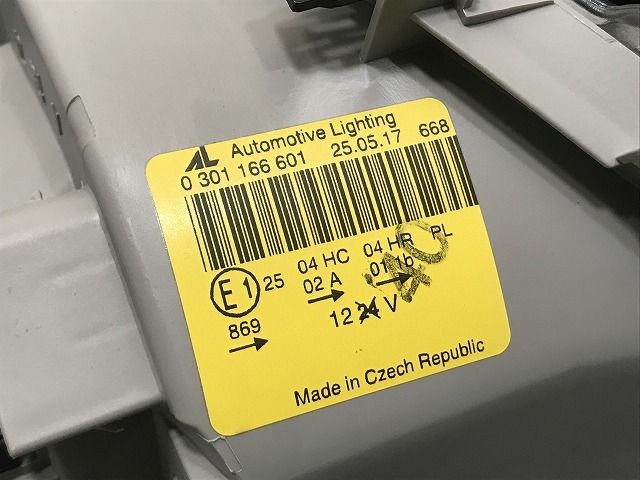 AL Automotive Lighting
0 301 166 601 25.05.17 668
E1 25 04 HC 04 HR PL
02 A 01 1b
869 12 24 V
Made in Czech Republic